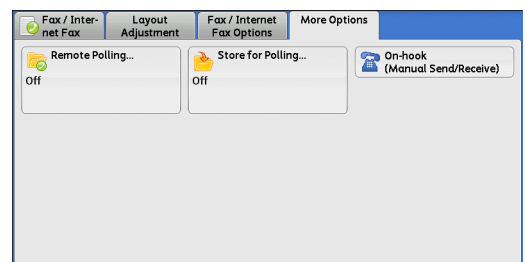 Fax / Inter-
net Fax
Layout
Adjustment
Fax / Internet
Fax Options
More Options
Remote Polling...
Off
Store for Polling...
Off
On-hook
(Manual Send/Receive)